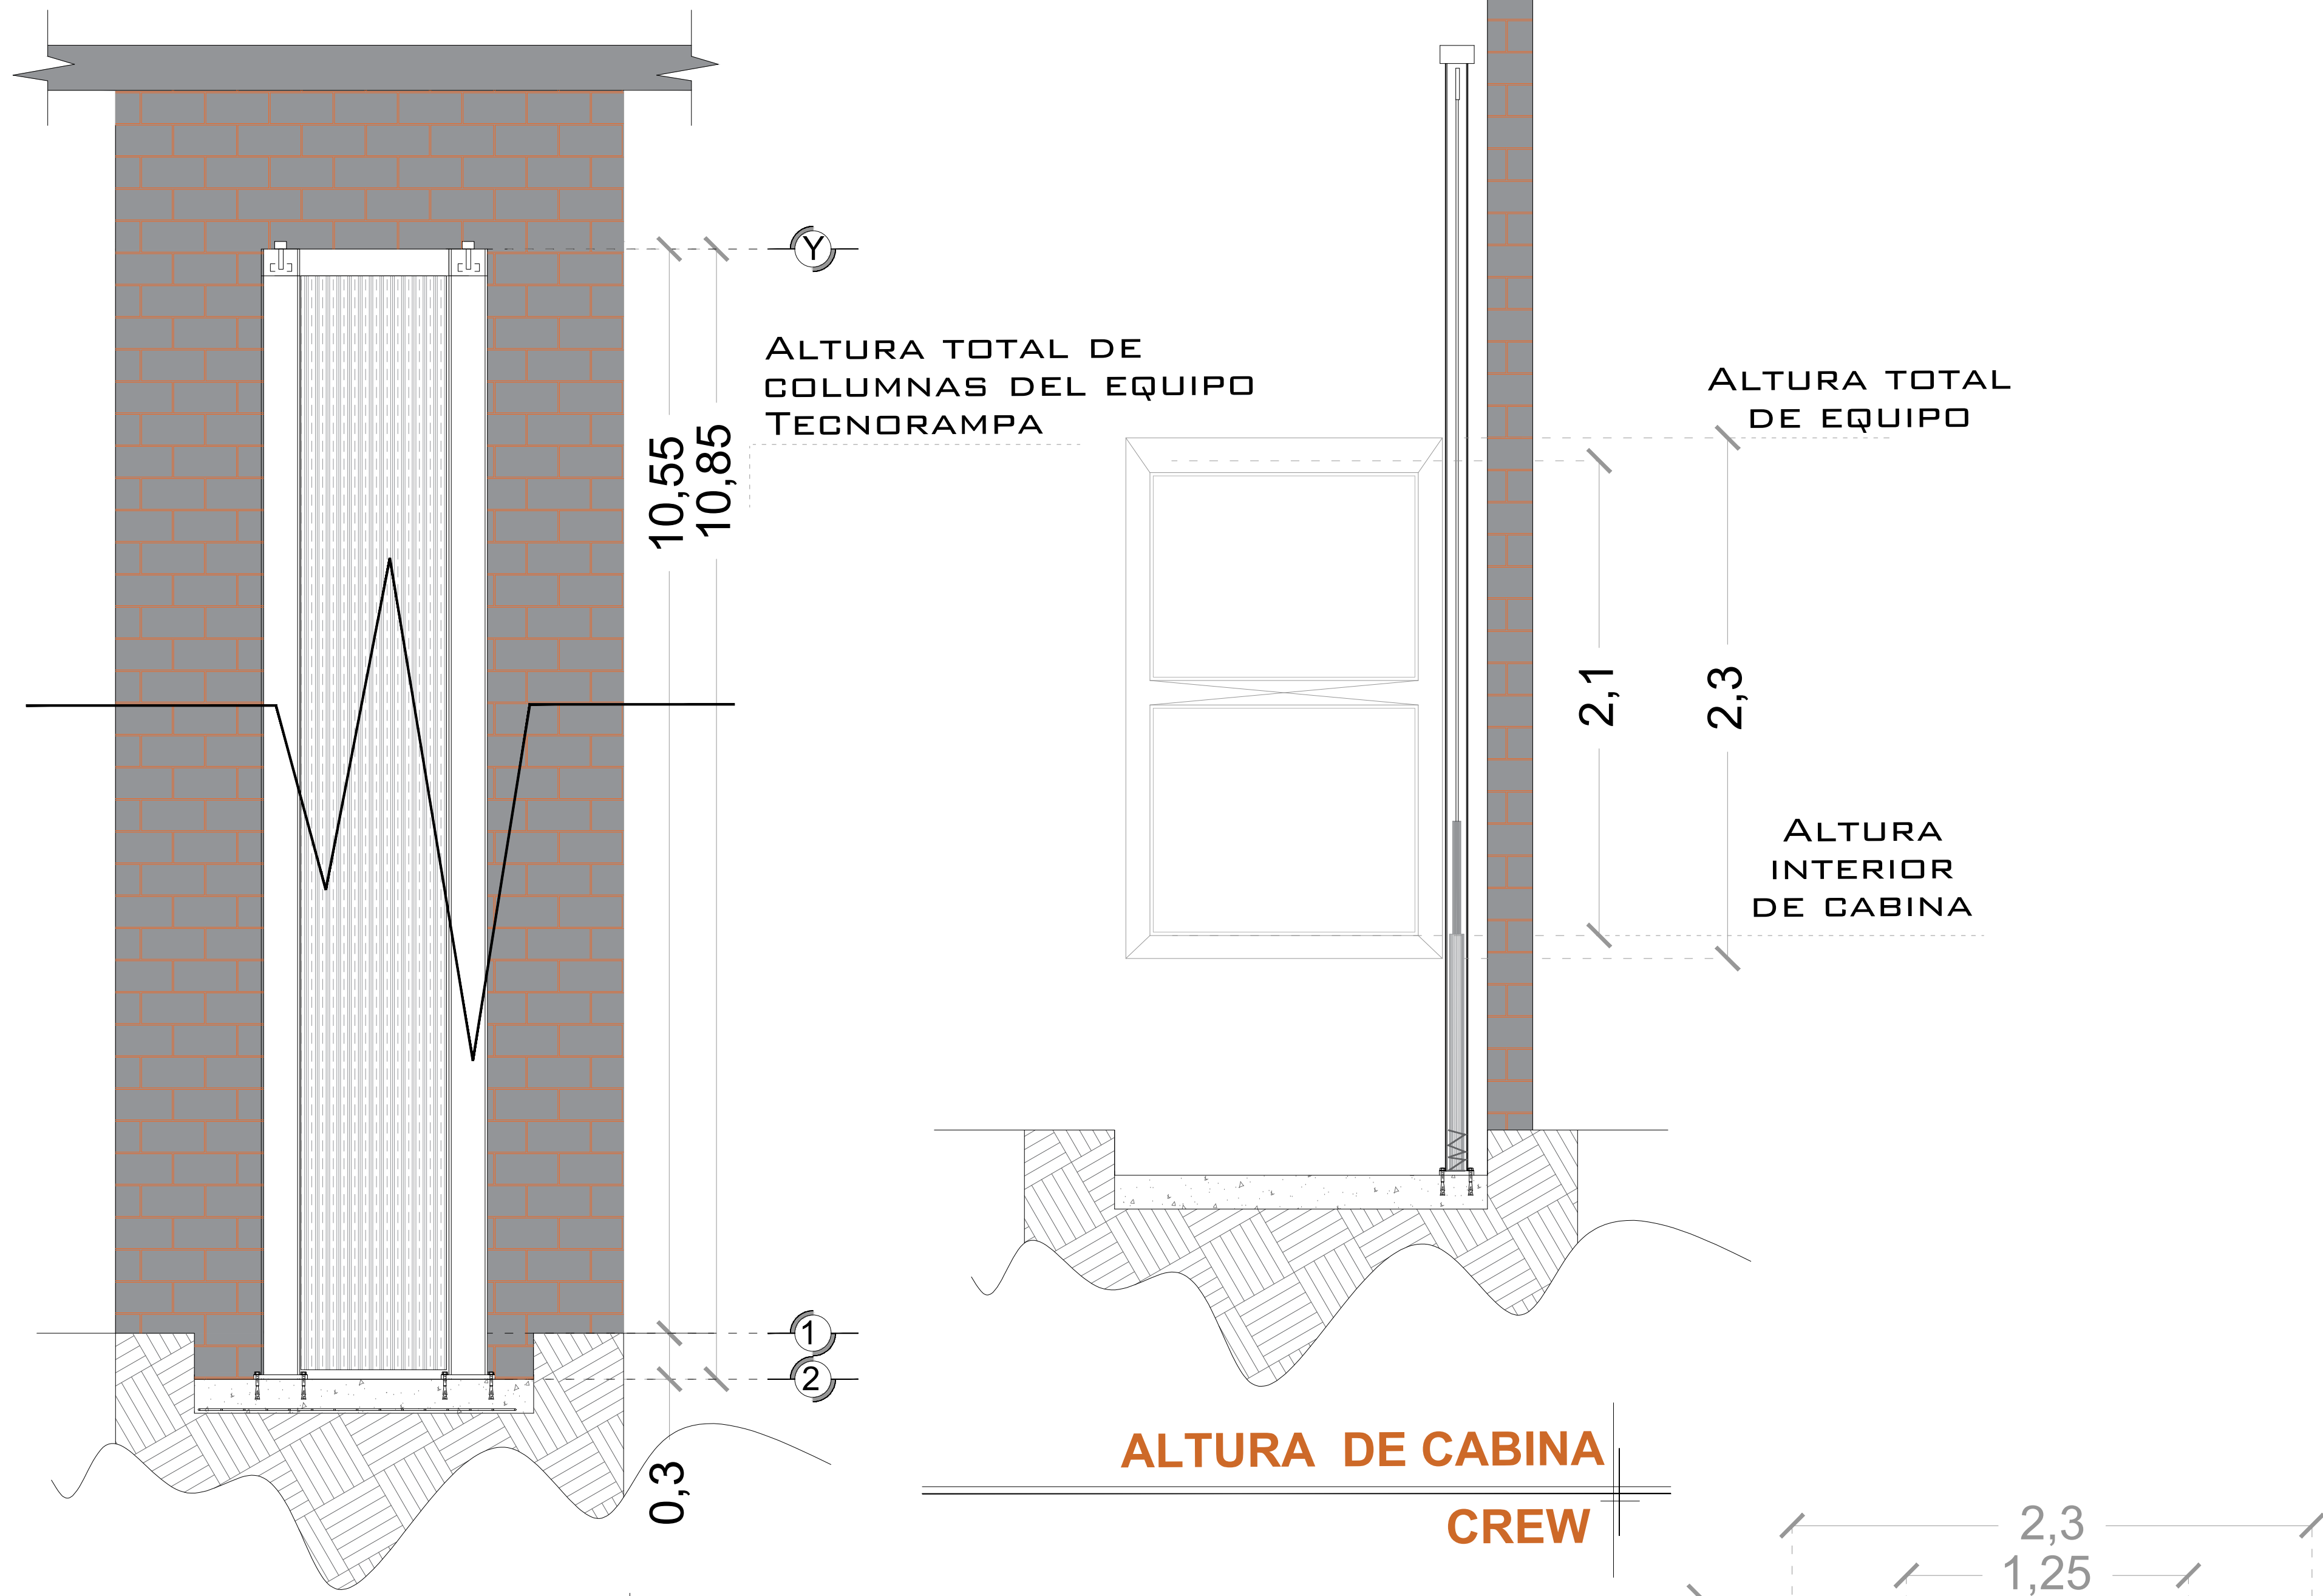 Y
ALTURA TOTAL DE
COLUMNAS DEL EQUIPO
TECNORAMPA
10,55
10,85
1
2
0,3
ALTURA TOTAL
DE EQUIPO
2,1
2,3
ALTURA
INTERIOR
DE CABINA
ALTURA DE CABINA
CREW
2,3
1,25